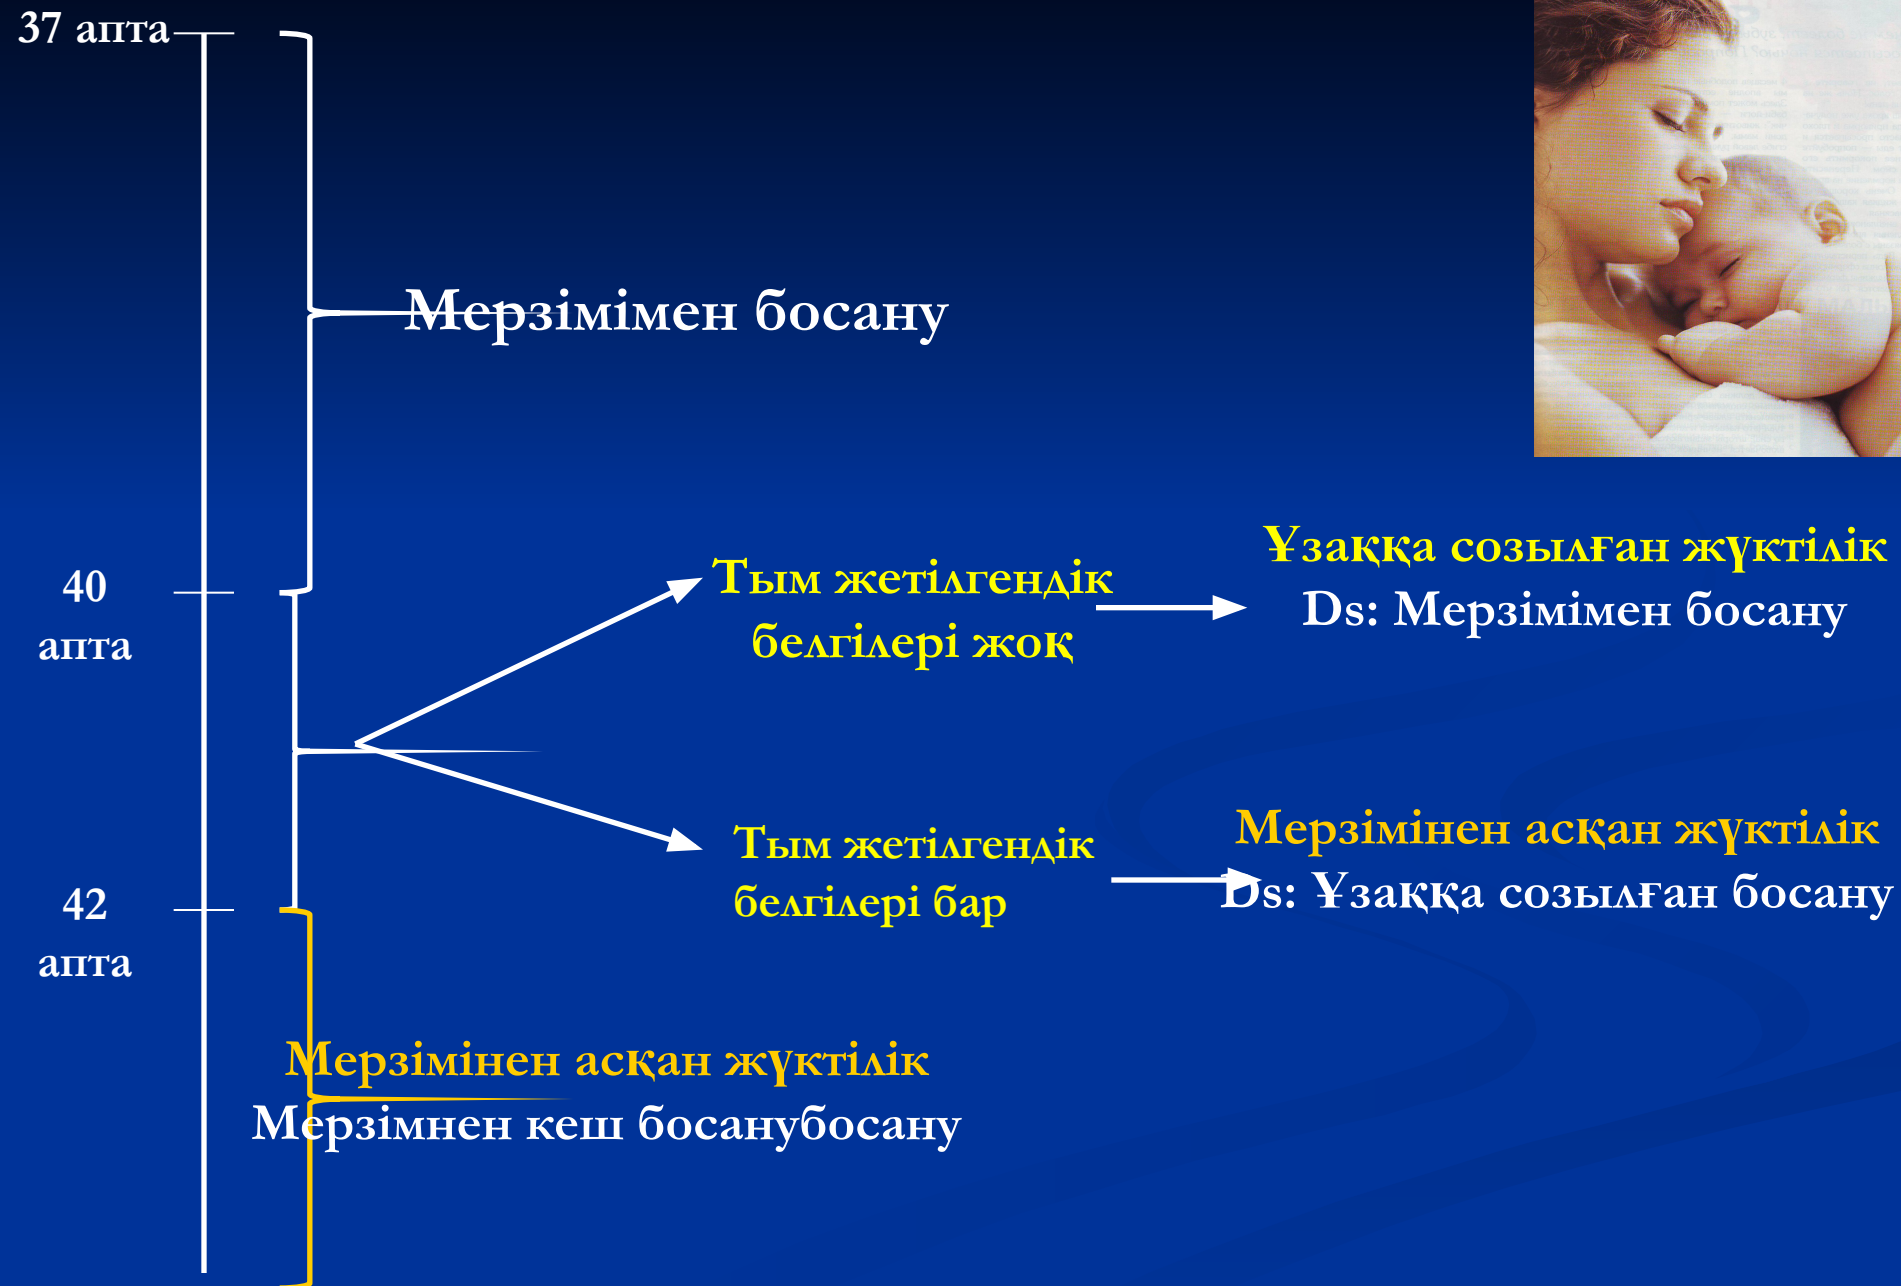 37 апта
Мерзімімен босану
40
апта
Тым жетілгендік
белгілері жоқ
Ұзаққа созылған жүктілік
Ds: Мерзімімен босану
Тым жетілгендік
белгілері бар
Мерзімінен асқан жүктілік
Ds: Ұзаққа созылған босану
42
апта
Мерзімінен асқан жүктілік
Мерзімнен кеш босанубосану